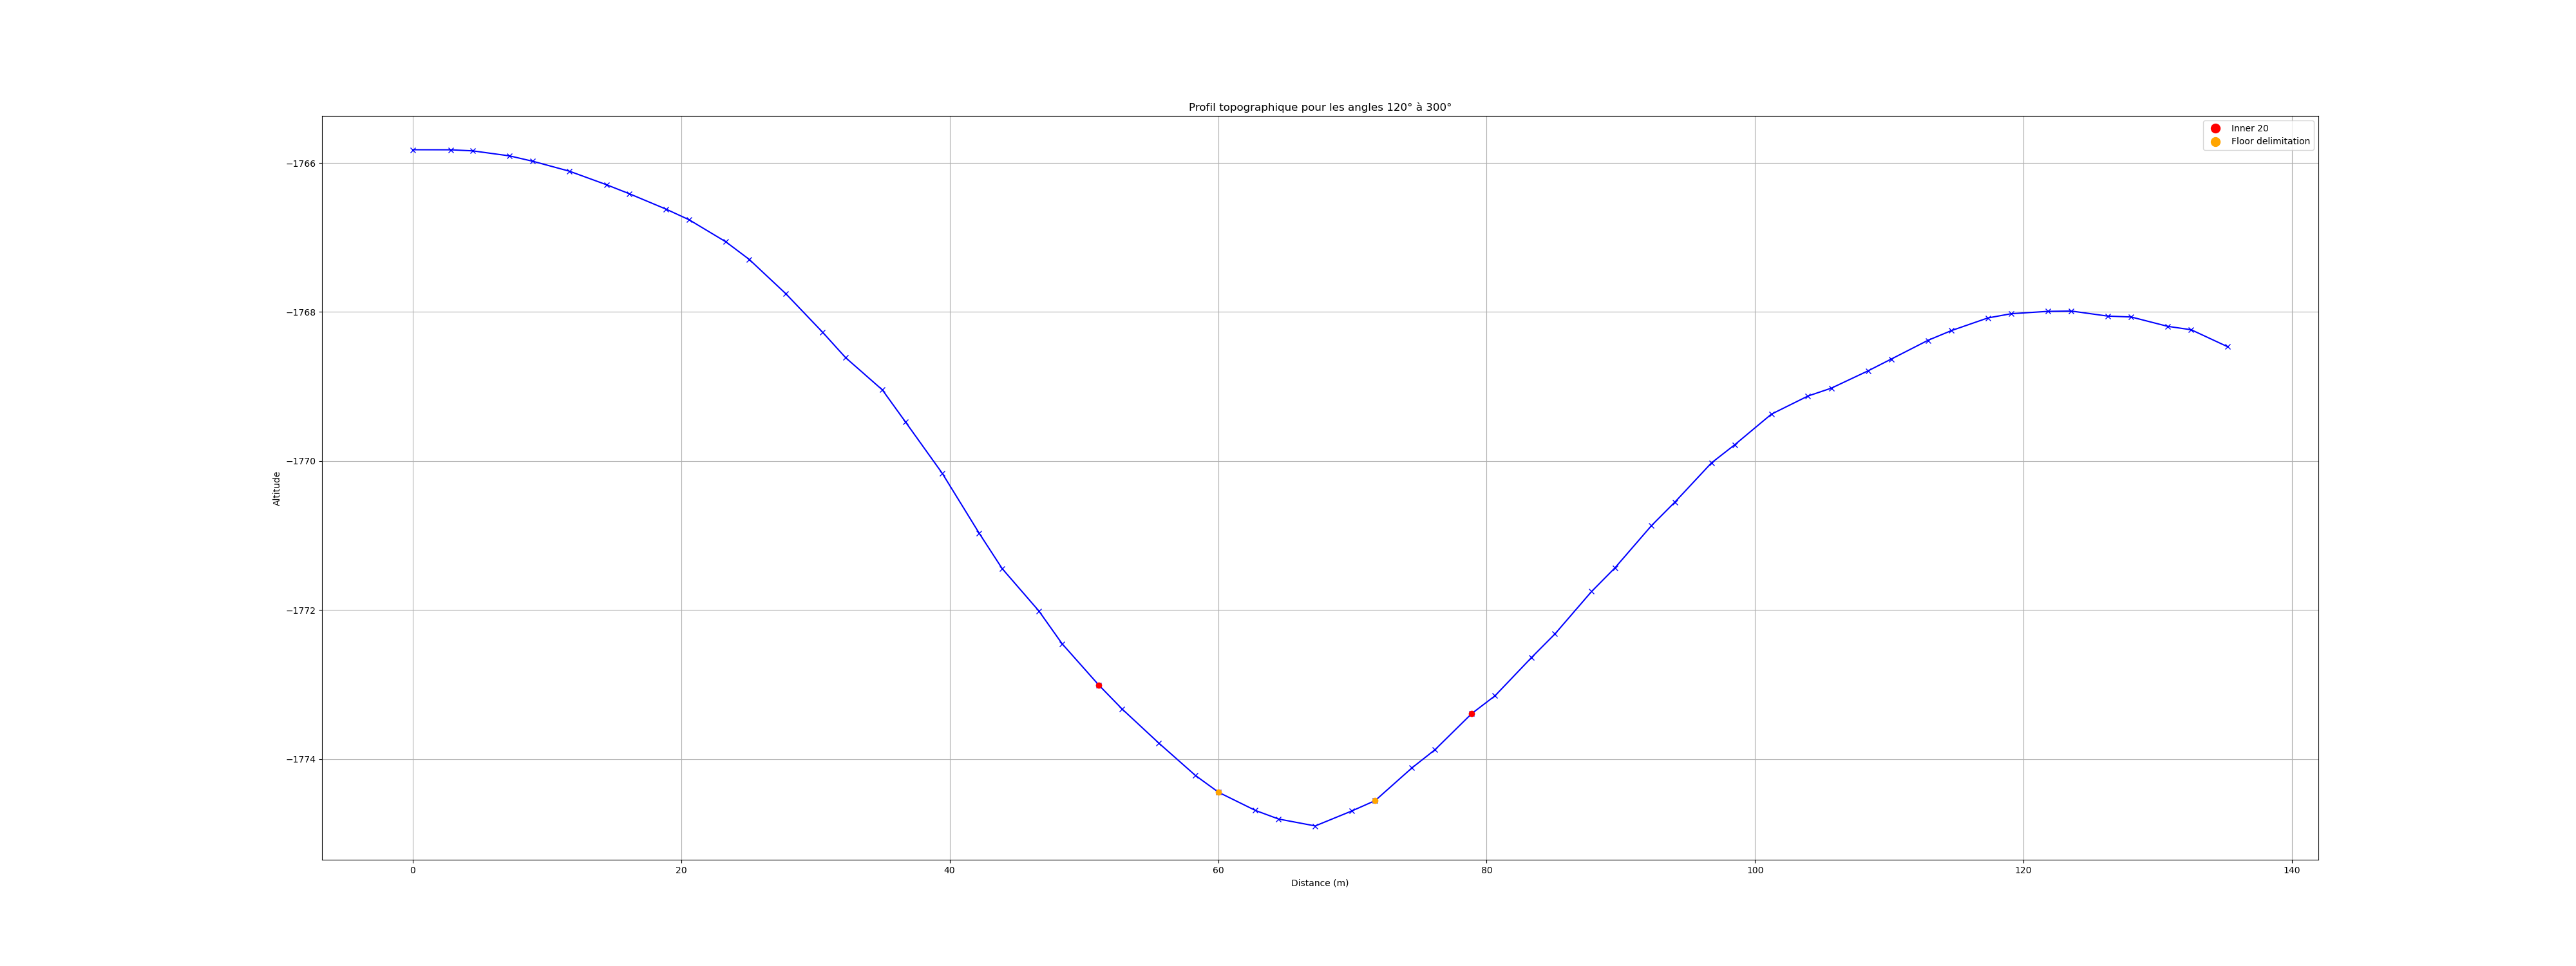 Profil topographique pour les angles 120° à 300°
Inner 20
Floor delimitation
−1766
−1768
−1770
−1772
−1774
Altitude
0 20 40 60 80 100 120 140
Distance (m)